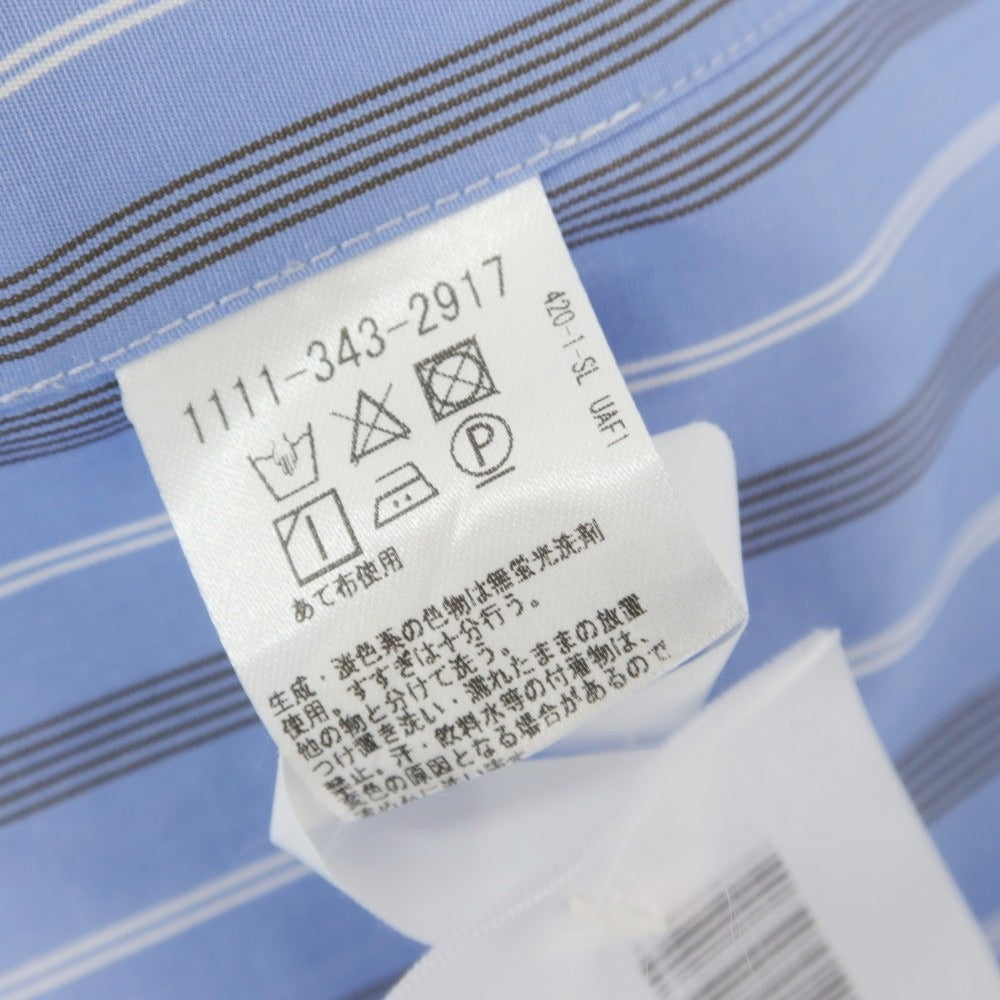 1111-343-2917
420-1-SL UAF1
P
あて布使用
生成・淡色系の色物は無蛍光洗剤
使用。すすぎは十分行う。
他の物と分けて洗う。
つけ置き洗い・濡れたままの放置
禁止。汗・飲料水等の付着物は、
変色の原因となる場合があるので